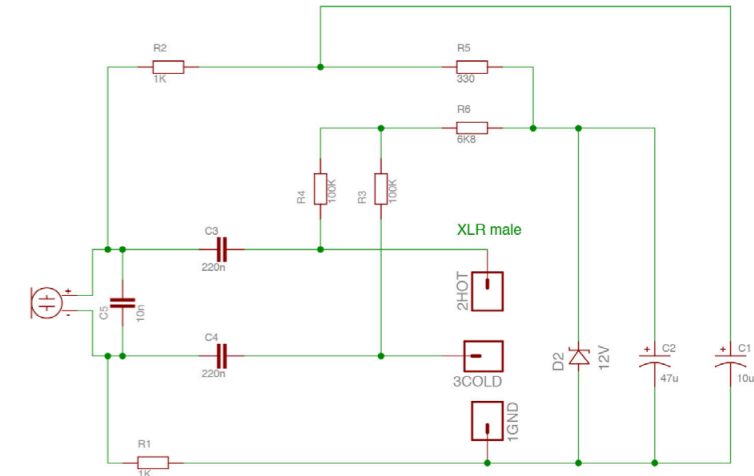 R2
1K
R5
330
R6
6K8
R4
100K
R3
100K
C3
220n
XLR male
2HOT
+
-
C5
10n
C4
220n
3COLD
D2
12V
+
C2
47u
+
C1
10u
1GND
R1
1K